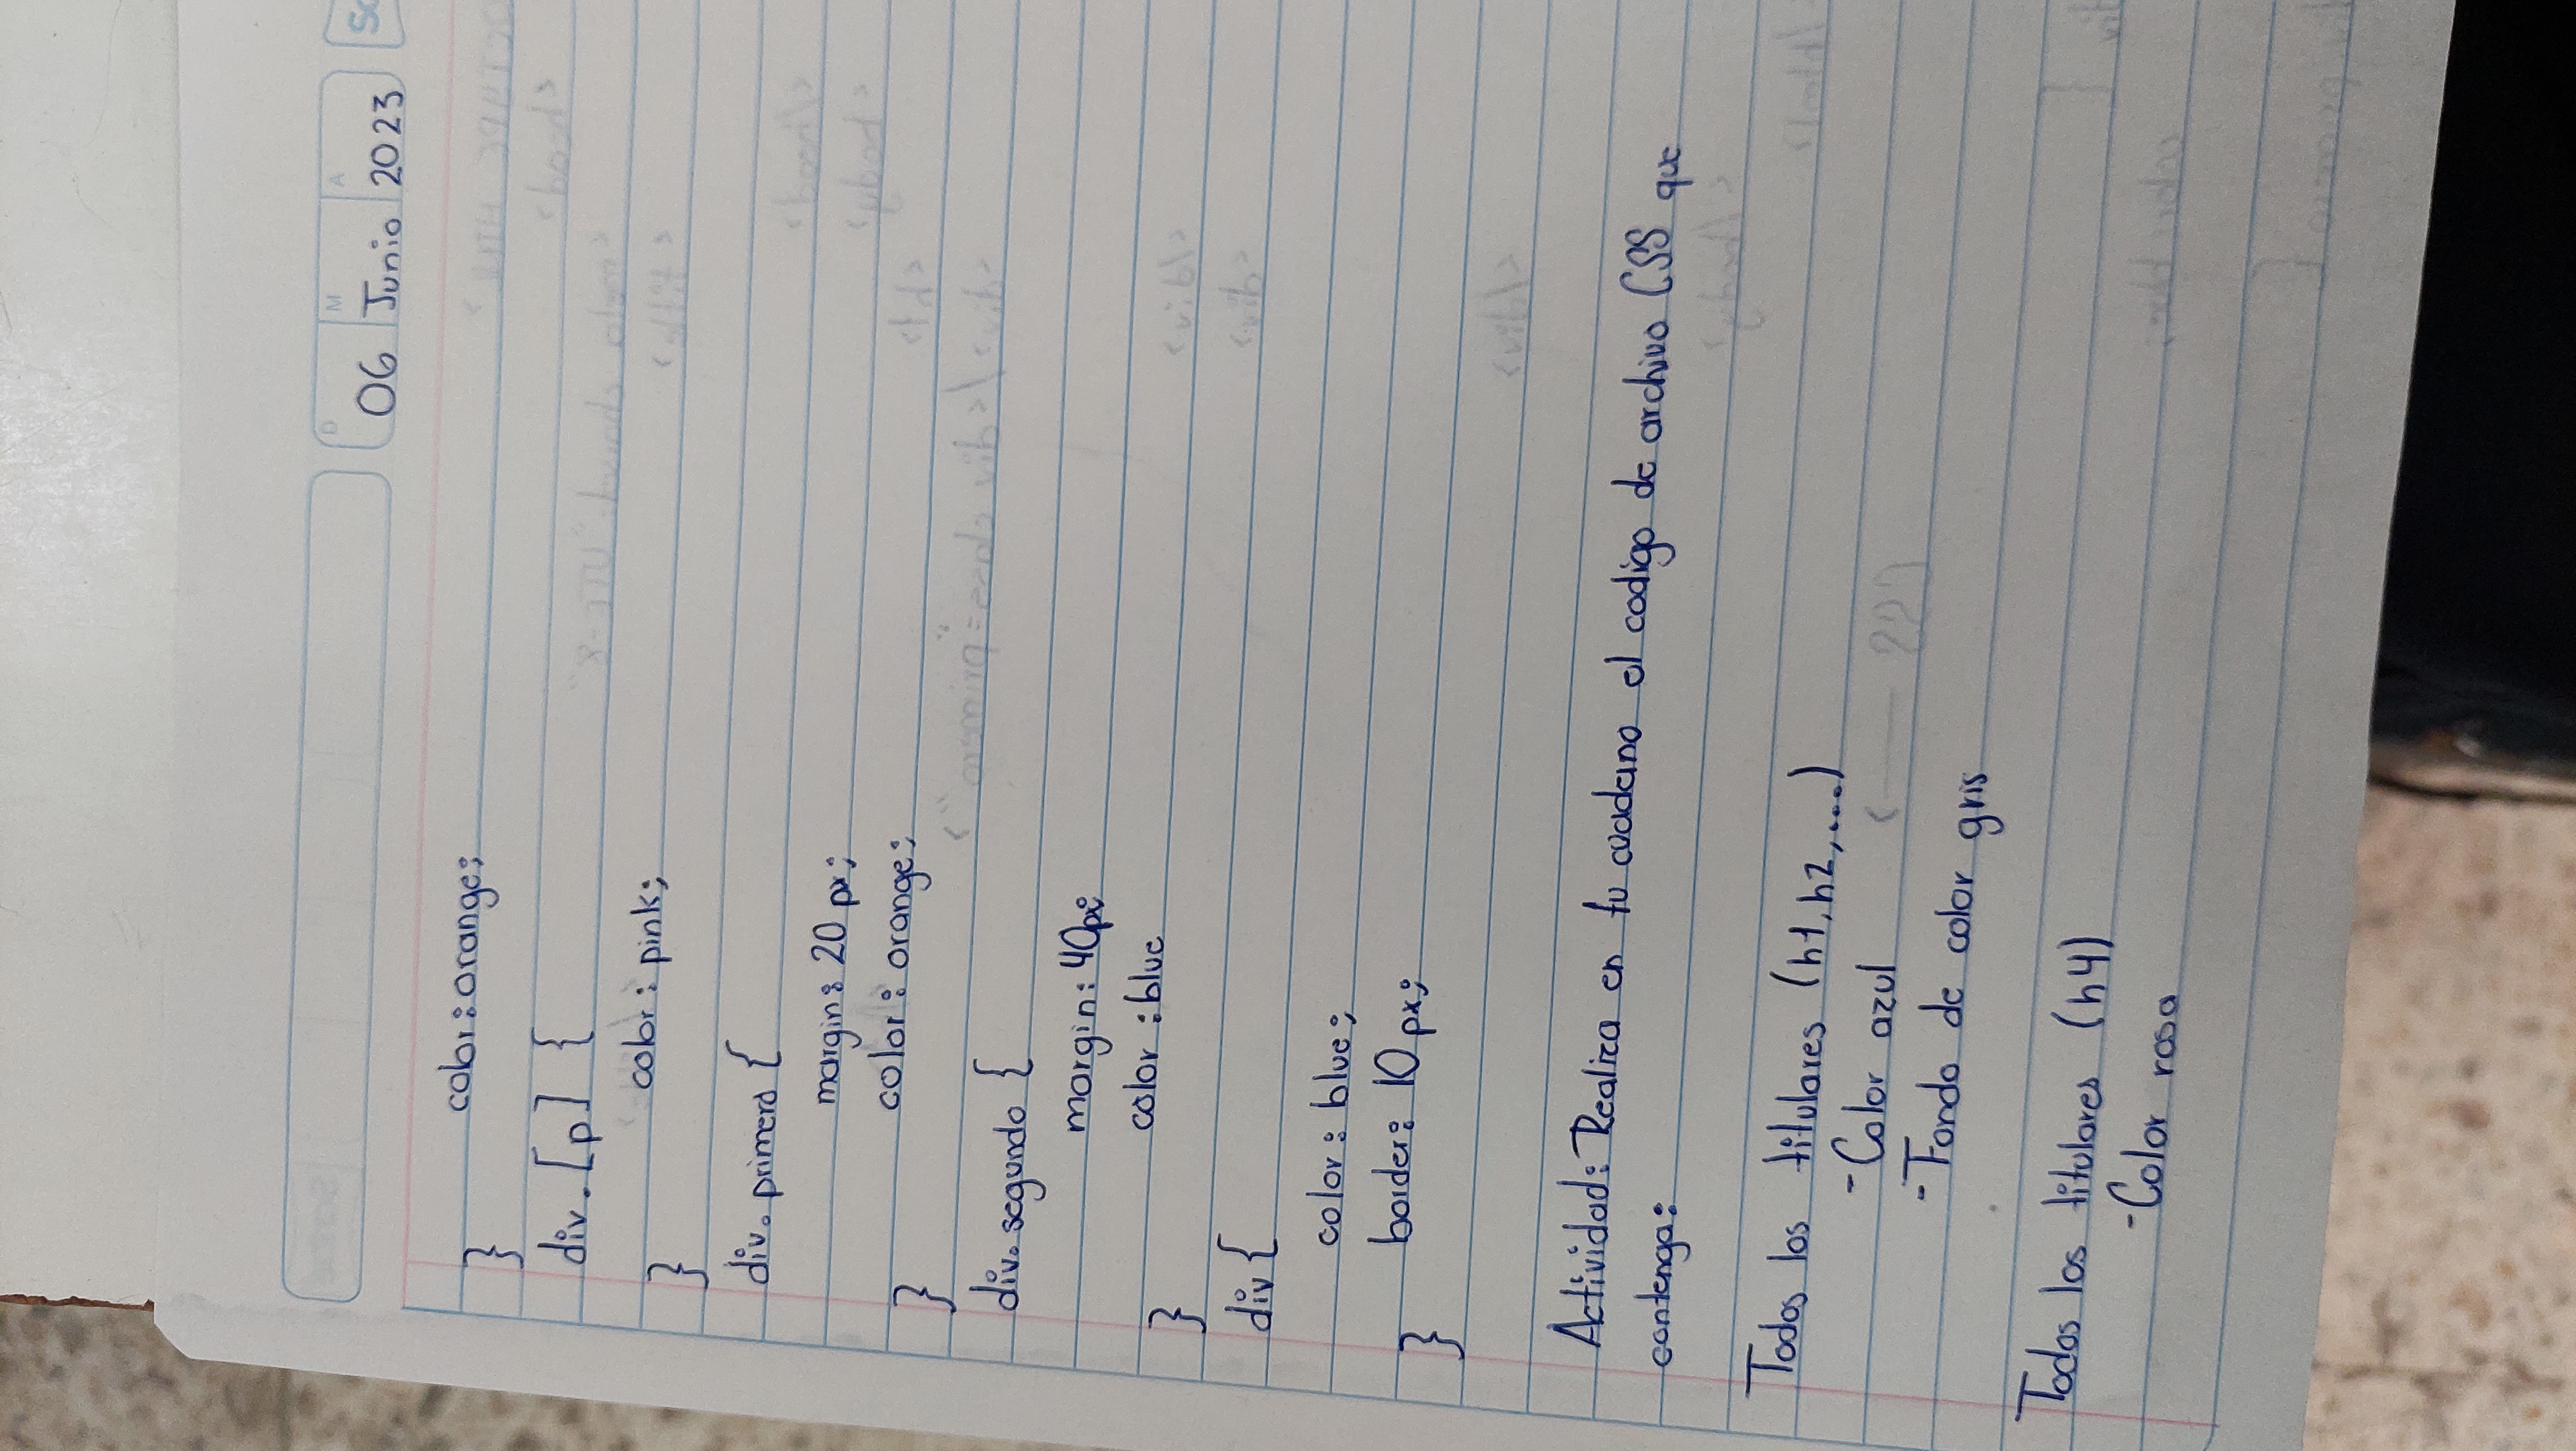 D M A
06 Junio 2023
color: orange;
}
div. [p] {
color: pink;
}
div. primero {
margin: 20 px;
color: orange;
}
div. segundo {
margin: 40px
color : blue
}
div {
color: blue;
border: 10 px;
}
Actividad: Realiza en tu cuaderno el codigo de archivo CSS que
contenga:
Todos los titulares (h1, h2, ....)
- Color azul
- Fondo de color gris
Todos los titulares (h4)
- Color rosa